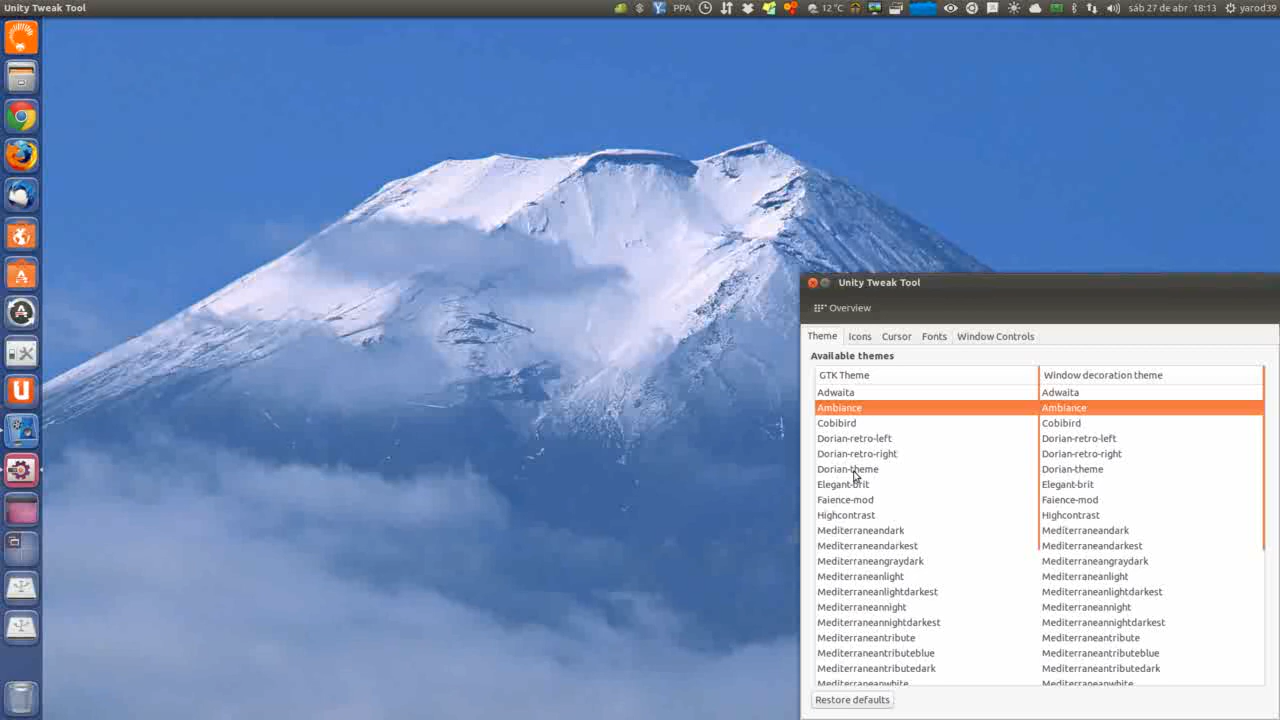 Unity Tweak Tool
PPA
12 °C
sáb 27 de abr 18:13
yarod39
Unity Tweak Tool
Overview
Theme Icons Cursor Fonts Window Controls
Available themes
GTK Theme Window decoration theme
Adwaita Adwaita
Ambiance Ambiance
Cobibird Cobibird
Dorian-retro-left Dorian-retro-left
Dorian-retro-right Dorian-retro-right
Dorian-theme Dorian-theme
Elegant-brit Elegant-brit
Faience-mod Faience-mod
Highcontrast Highcontrast
Mediterraneandark Mediterraneandark
Mediterraneandarkest Mediterraneandarkest
Mediterraneangraydark Mediterraneangraydark
Mediterraneanlight Mediterraneanlight
Mediterraneanlightdarkest Mediterraneanlightdarkest
Mediterraneannight Mediterraneannight
Mediterraneannightdarkest Mediterraneannightdarkest
Mediterraneantribute Mediterraneantribute
Mediterraneantributeblue Mediterraneantributeblue
Mediterraneantributedark Mediterraneantributedark
Mediterraneanwhite Mediterraneanwhite
Restore defaults